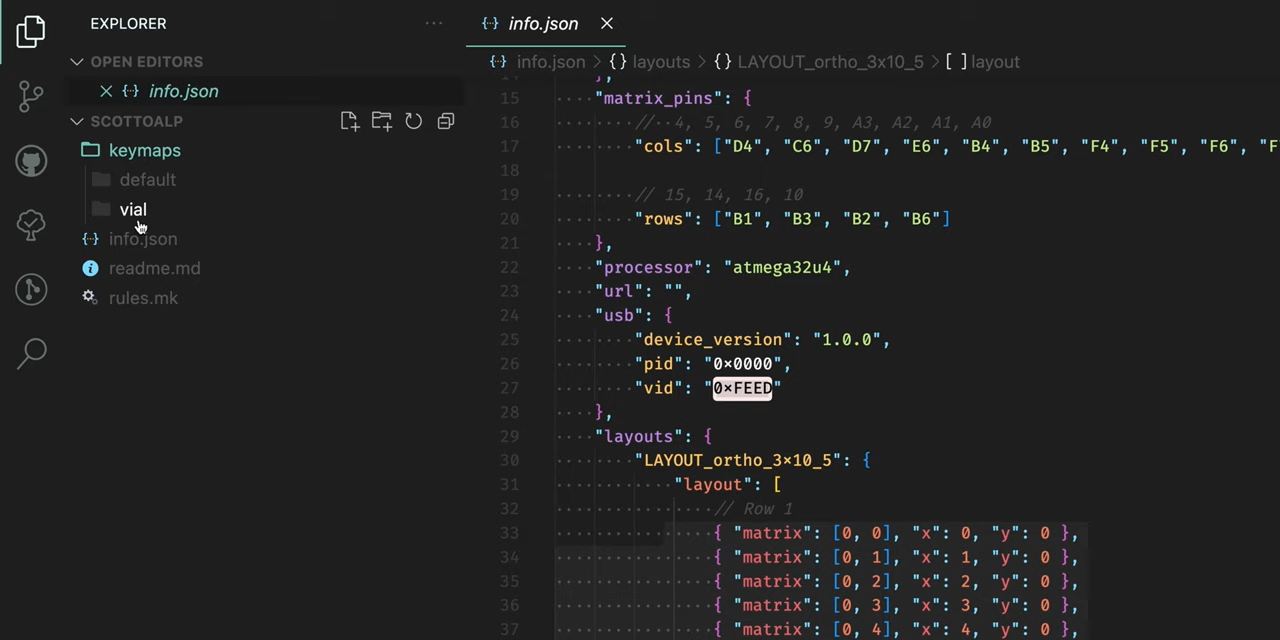 EXPLORER
OPEN EDITORS
info.json
SCOTTOALP
keymaps
default
vial
info.json
readme.md
rules.mk
info.json
info.json > {} layouts > {} LAYOUT_ortho_3x10_5 > [ ] layout
15 "matrix_pins": {
16 // 4, 5, 6, 7, 8, 9, A3, A2, A1, A0
17 "cols": ["D4", "C6", "D7", "E6", "B4", "B5", "F4", "F5", "F6", "F
18
19 // 15, 14, 16, 10
20 "rows": ["B1", "B3", "B2", "B6"]
21 },
22 "processor": "atmega32u4",
23 "url": "",
24 "usb": {
25 "device_version": "1.0.0",
26 "pid": "0×0000",
27 "vid": "0×FEED"
28 },
29 "layouts": {
30 "LAYOUT_ortho_3×10_5": {
31 "layout": [
32 // Row 1
33 { "matrix": [0, 0], "x": 0, "y": 0 },
34 { "matrix": [0, 1], "x": 1, "y": 0 },
35 { "matrix": [0, 2], "x": 2, "y": 0 },
36 { "matrix": [0, 3], "x": 3, "y": 0 },
37 { "matrix": [0, 4], "x": 4, "y": 0 },